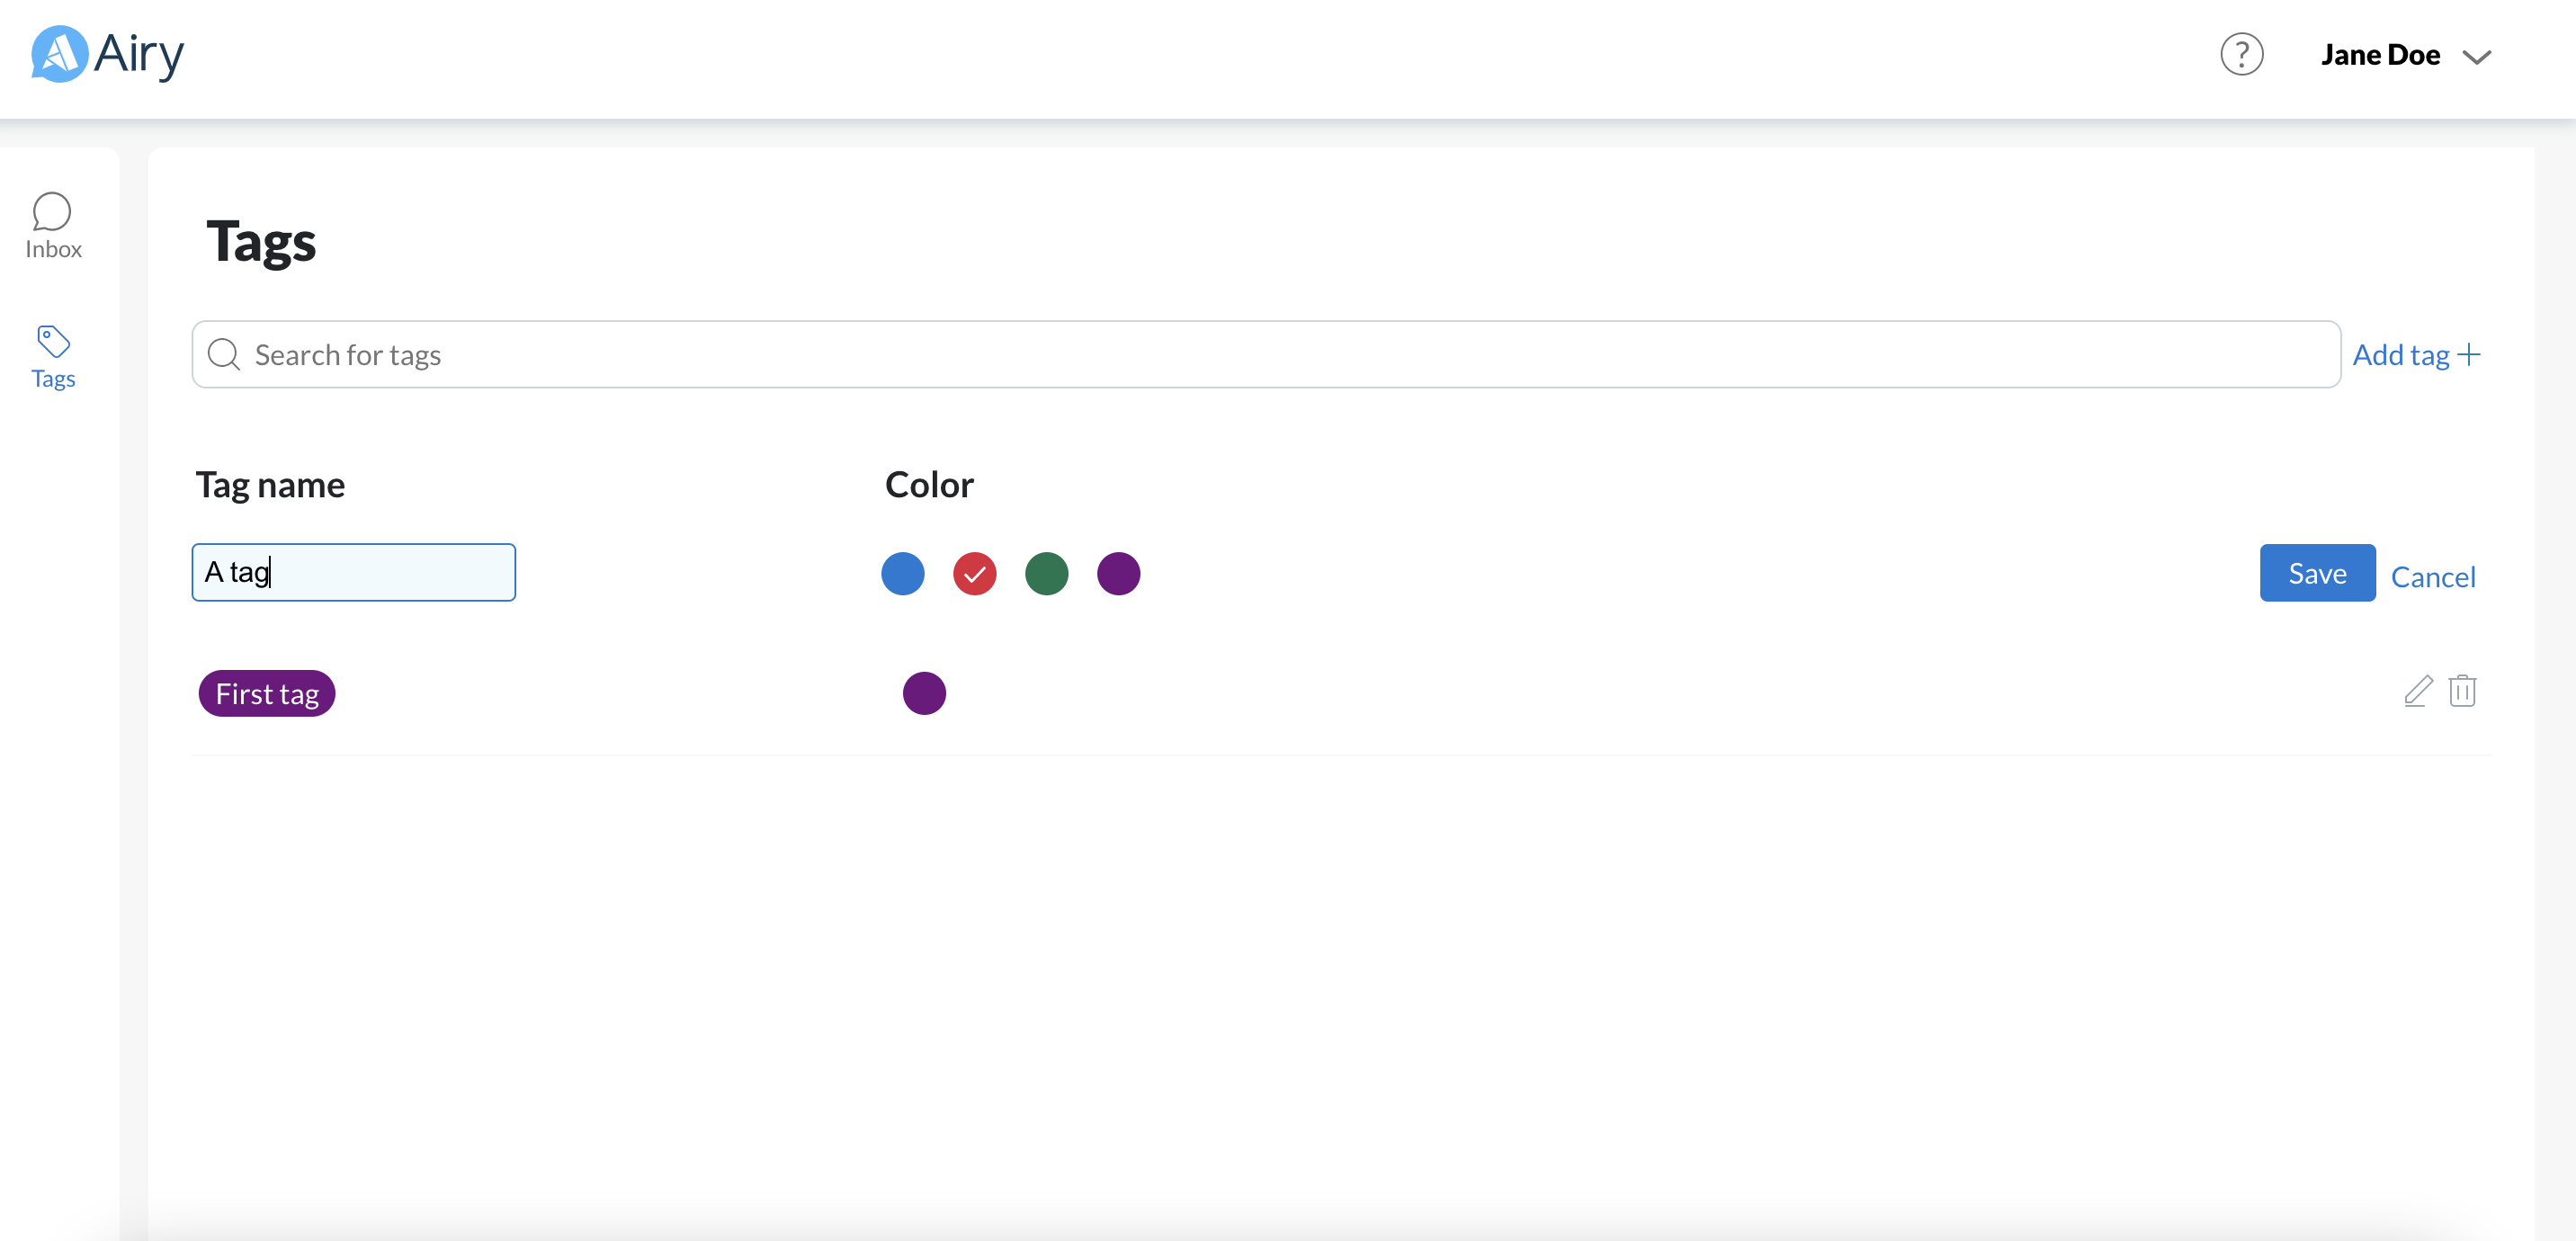 Airy
? Jane Doe
Inbox
Tags
Tags
Search for tags
Add tag
Tag name Color
A tag
Save Cancel
First tag